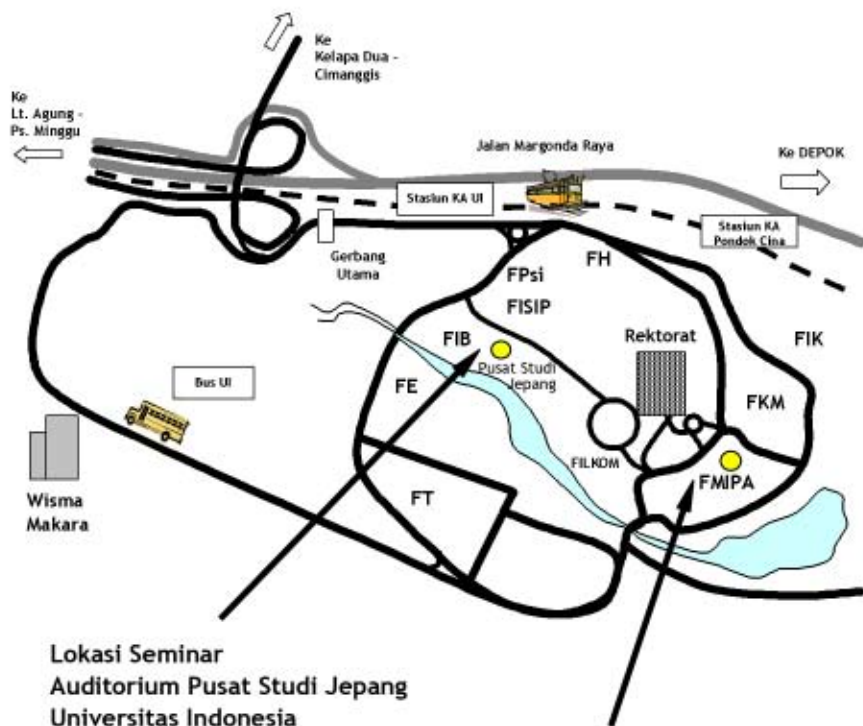 Ke
Kelapa Dua -
Cimanggis
Ke
Lt. Agung -
Ps. Minggu
Jalan Margonda Raya
Ke DEPOK
Stasiun KA UI
Stasiun KA
Pondok Cina
Gerbang
Utama
FPsi
FH
FISIP
FIB
Rektorat
FIK
Pusat Studi
Jepang
Bus UI
FE
FKM
FILKOM
FMIPA
Wisma
Makara
FT
Lokasi Seminar
Auditorium Pusat Studi Jepang
Universitas Indonesia